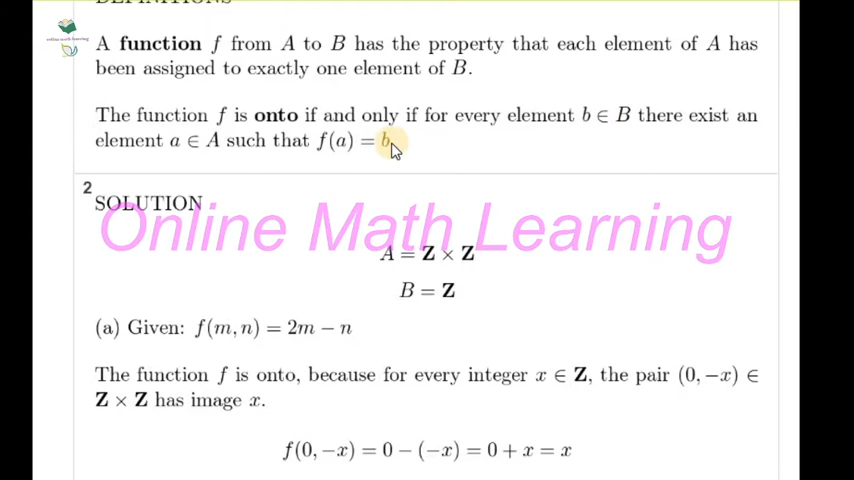 online math learning
A function f from A to B has the property that each element of A has
been assigned to exactly one element of B.
The function f is onto if and only if for every element b ∈ B there exist an
element a ∈ A such that f(a) = b.
2
SOLUTION
Online Math Learning
A = Z × Z
B = Z
(a) Given: f(m, n) = 2m − n
The function f is onto, because for every integer x ∈ Z, the pair (0, −x) ∈
Z × Z has image x.
f(0, −x) = 0 − (−x) = 0 + x = x